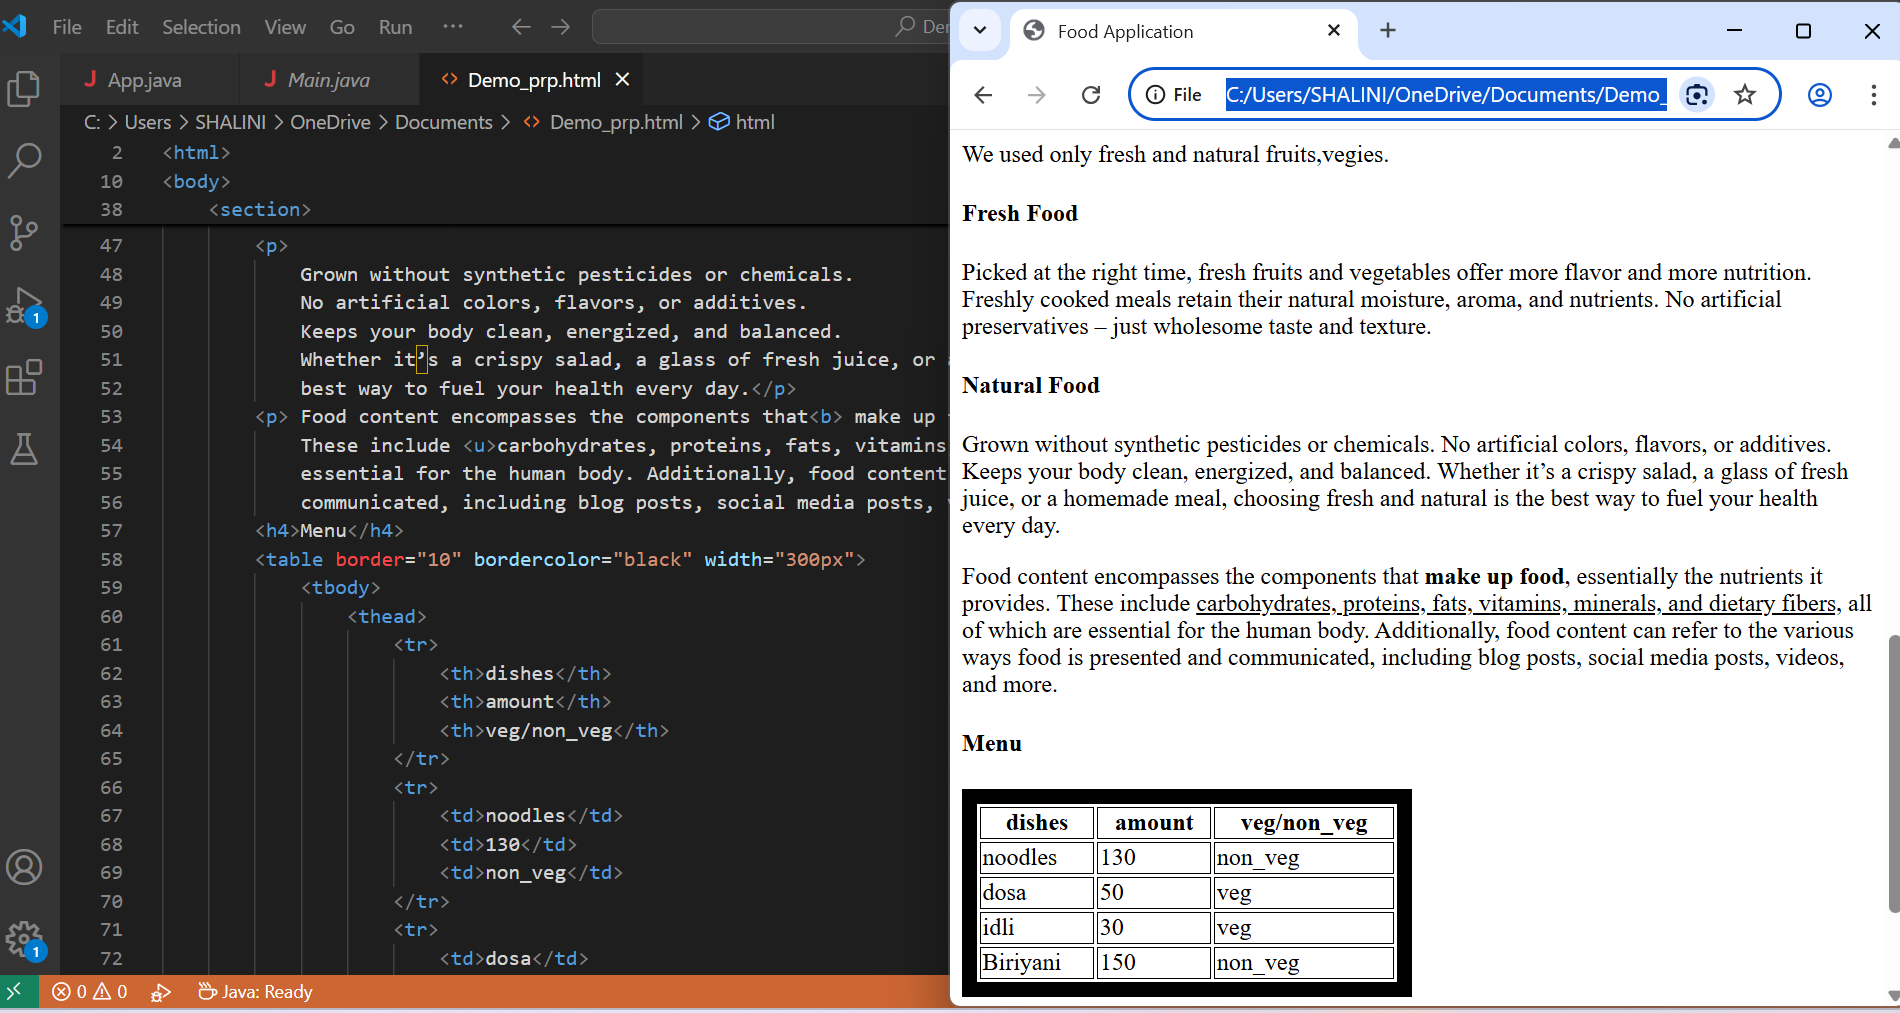 File Edit Selection View Go Run ··· Der
App.java Main.java Demo_prp.html
C: > Users > SHALINI > OneDrive > Documents > Demo_prp.html > html
2 <html>
10 <body>
38 <section>
47 <p>
48 Grown without synthetic pesticides or chemicals.
49 No artificial colors, flavors, or additives.
50 Keeps your body clean, energized, and balanced.
51 Whether it’s a crispy salad, a glass of fresh juice, or
52 best way to fuel your health every day.</p>
53 <p> Food content encompasses the components that<b> make up
54 These include <u>carbohydrates, proteins, fats, vitamins
55 essential for the human body. Additionally, food content
56 communicated, including blog posts, social media posts,
57 <h4>Menu</h4>
58 <table border="10" bordercolor="black" width="300px">
59 <tbody>
60 <thead>
61 <tr>
62 <th>dishes</th>
63 <th>amount</th>
64 <th>veg/non_veg</th>
65 </tr>
66 <tr>
67 <td>noodles</td>
68 <td>130</td>
69 <td>non_veg</td>
70 </tr>
71 <tr>
72 <td>dosa</td>
1
1
0 0 Java: Ready
Food Application
File C:/Users/SHALINI/OneDrive/Documents/Demo_
We used only fresh and natural fruits,vegies.
Fresh Food
Picked at the right time, fresh fruits and vegetables offer more flavor and more nutrition.
Freshly cooked meals retain their natural moisture, aroma, and nutrients. No artificial
preservatives – just wholesome taste and texture.
Natural Food
Grown without synthetic pesticides or chemicals. No artificial colors, flavors, or additives.
Keeps your body clean, energized, and balanced. Whether it’s a crispy salad, a glass of fresh
juice, or a homemade meal, choosing fresh and natural is the best way to fuel your health
every day.
Food content encompasses the components that make up food, essentially the nutrients it
provides. These include carbohydrates, proteins, fats, vitamins, minerals, and dietary fibers, all
of which are essential for the human body. Additionally, food content can refer to the various
ways food is presented and communicated, including blog posts, social media posts, videos,
and more.
Menu
dishes amount veg/non_veg
noodles 130 non_veg
dosa 50 veg
idli 30 veg
Biriyani 150 non_veg